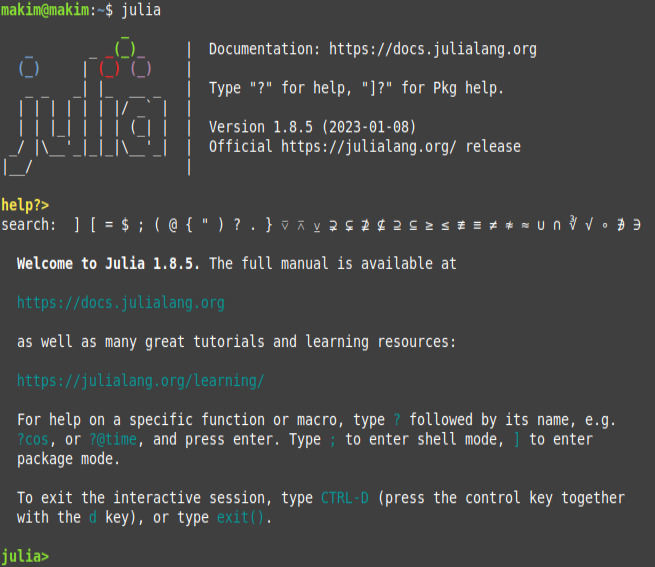 makim@makim:~$ julia
Documentation: https://docs.julialang.org
Type "?" for help, "]?" for Pkg help.
Version 1.8.5 (2023-01-08)
Official https://julialang.org/ release
help?>
search: ] [ = $ ; ( @ { " ) ? . } ⊽ ⊼ ⊻ ⊋ ⊊ ⊉ ⊈ ⊇ ⊆ ≥ ≤ ≢ ≡ ≠ ≉ ≈ ∪ ∩ ∛ √ ∘ ∌ ∋
Welcome to Julia 1.8.5. The full manual is available at
https://docs.julialang.org
as well as many great tutorials and learning resources:
https://julialang.org/learning/
For help on a specific function or macro, type ? followed by its name, e.g.
?cos, or ?@time, and press enter. Type ; to enter shell mode, ] to enter
package mode.
To exit the interactive session, type CTRL-D (press the control key together
with the d key), or type exit().
julia>